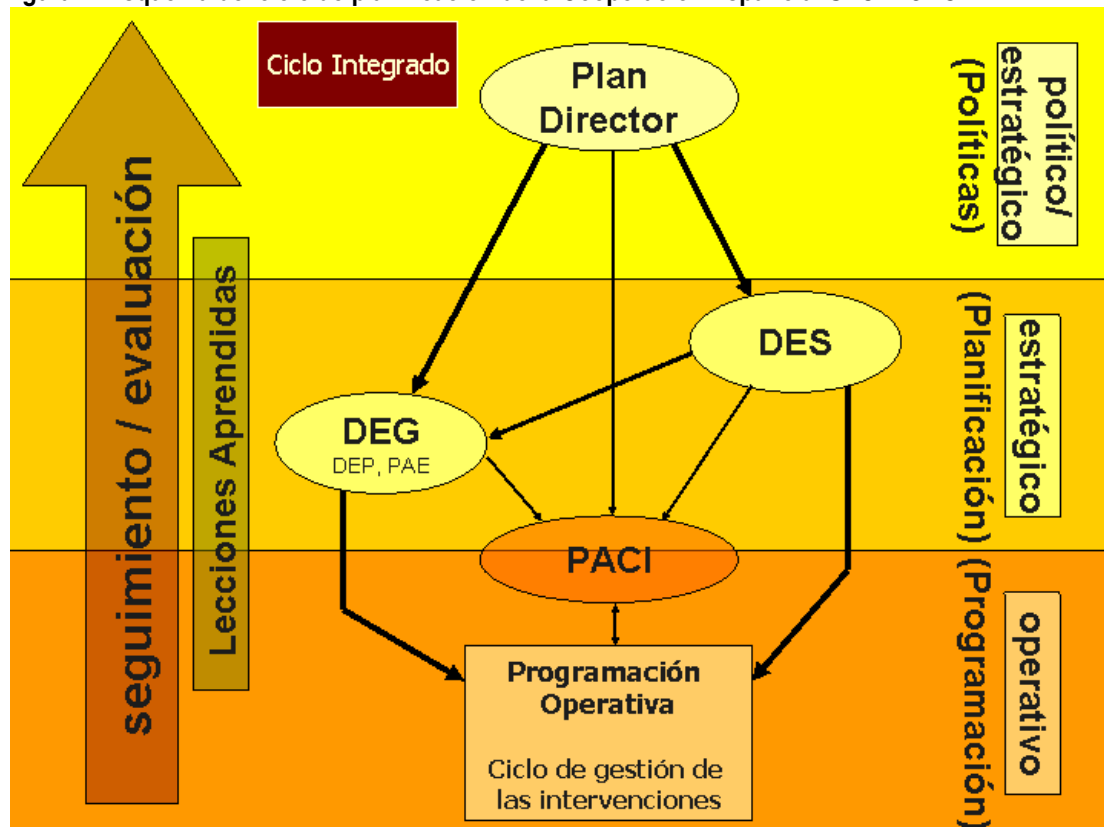 Ciclo Integrado
Plan
Director
político/
estratégico
(Políticas)
seguimiento / evaluación
Lecciones Aprendidas
DES
estratégico
(Planificación)
DEG
DEP, PAE
PACI
operativo
(Programación)
Programación
Operativa
Ciclo de gestión de
las intervenciones